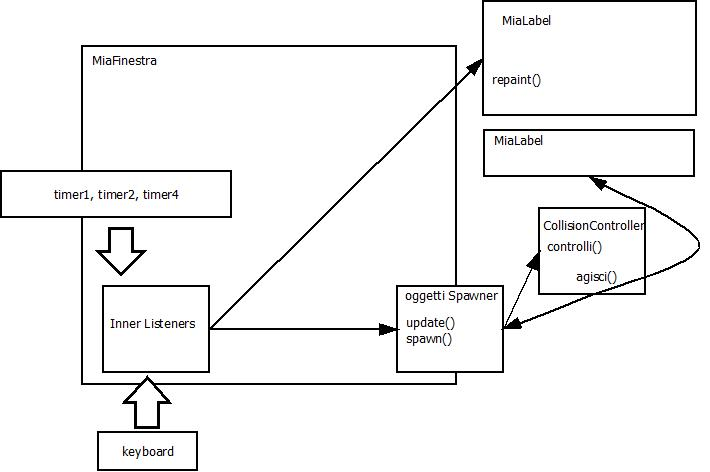 MiaLabel
MiaFinestra
repaint()
MiaLabel
timer1, timer2, timer4
CollisionController
controlli()
agisci()
oggetti Spawner
Inner Listeners
update()
spawn()
keyboard